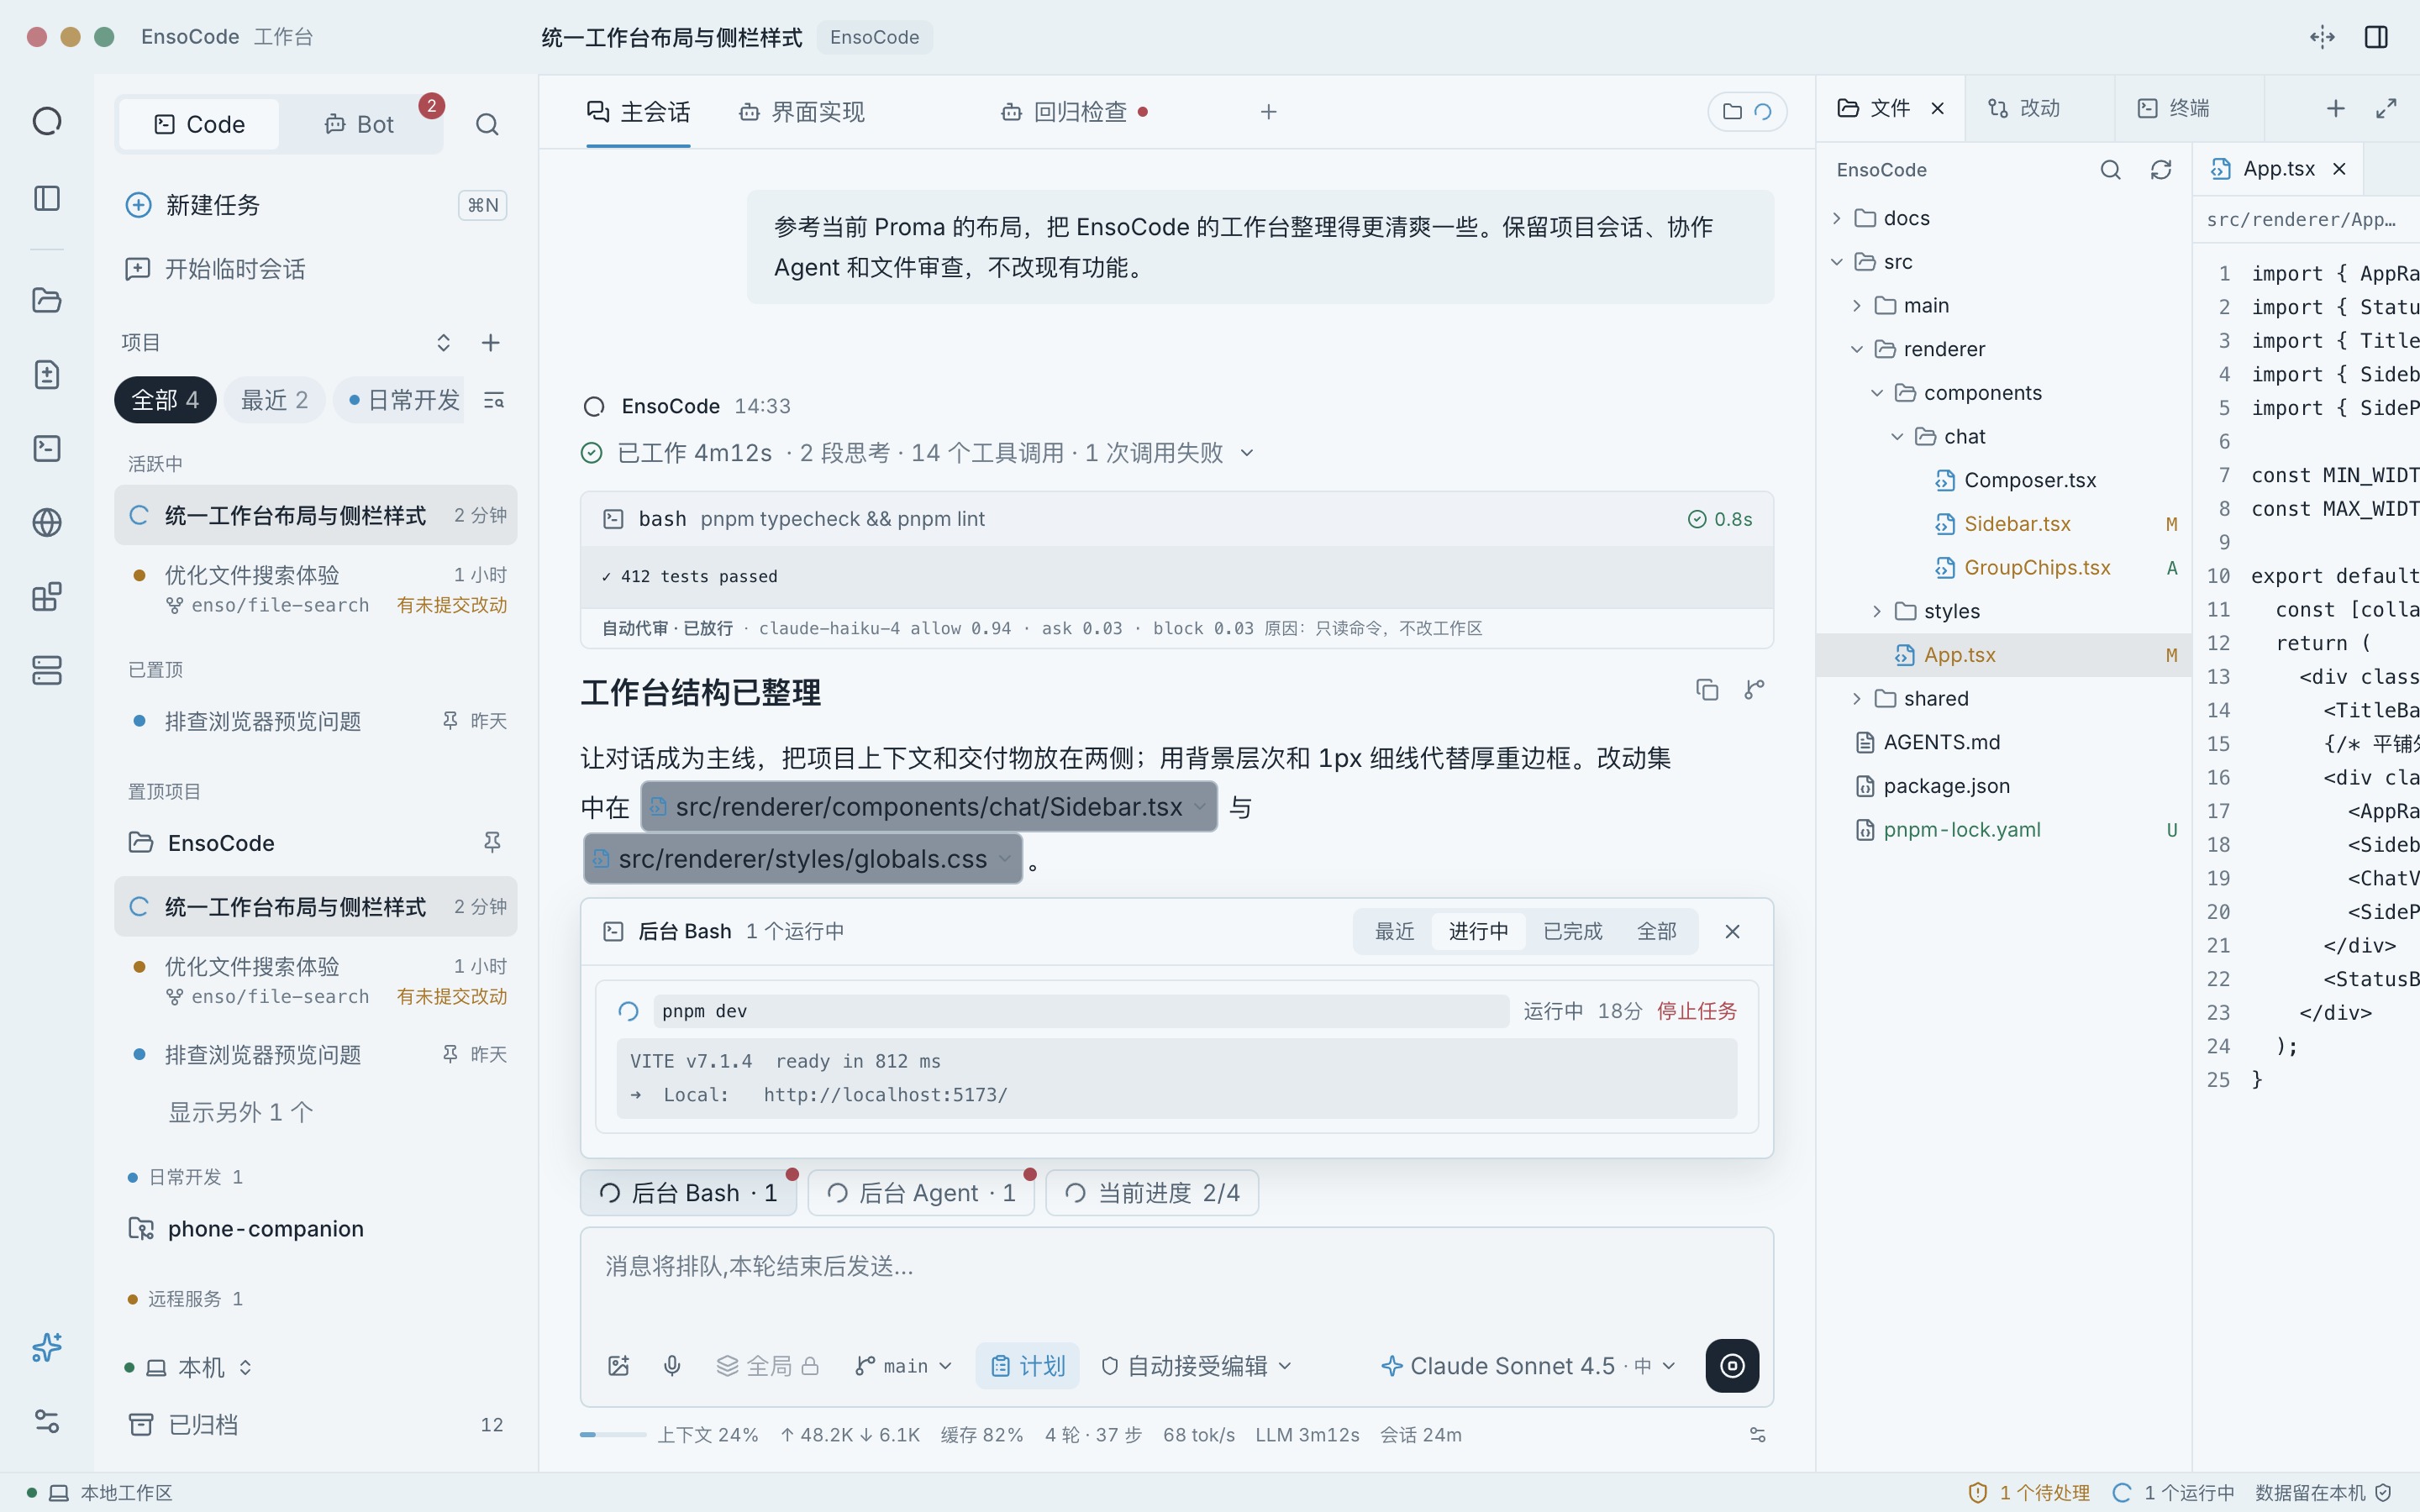 EnsoCode 工作台
统一工作台布局与侧栏样式 EnsoCode
Code Bot 2
新建任务 ⌘N
开始临时会话
项目
全部 4 最近 2 日常开发
活跃中
统一工作台布局与侧栏样式 2 分钟
优化文件搜索体验 1 小时
enso/file-search 有未提交改动
已置顶
排查浏览器预览问题 昨天
置顶项目
EnsoCode
统一工作台布局与侧栏样式 2 分钟
优化文件搜索体验 1 小时
enso/file-search 有未提交改动
排查浏览器预览问题 昨天
显示另外 1 个
日常开发 1
phone-companion
远程服务 1
本机
已归档 12
主会话 界面实现 回归检查
参考当前 Proma 的布局，把 EnsoCode 的工作台整理得更清爽一些。保留项目会话、协作
Agent 和文件审查，不改现有功能。
EnsoCode 14:33
已工作 4m12s · 2 段思考 · 14 个工具调用 · 1 次调用失败
bash pnpm typecheck && pnpm lint 0.8s
✓ 412 tests passed
自动代审 · 已放行 · claude-haiku-4 allow 0.94 · ask 0.03 · block 0.03 原因：只读命令，不改工作区
工作台结构已整理
让对话成为主线，把项目上下文和交付物放在两侧；用背景层次和 1px 细线代替厚重边框。改动集
中在 src/renderer/components/chat/Sidebar.tsx 与
src/renderer/styles/globals.css 。
后台 Bash 1 个运行中 最近 进行中 已完成 全部
pnpm dev 运行中 18分 停止任务
VITE v7.1.4 ready in 812 ms
➜ Local: http://localhost:5173/
后台 Bash · 1 后台 Agent · 1 当前进度 2/4
消息将排队,本轮结束后发送...
全局 main 计划 自动接受编辑 Claude Sonnet 4.5 · 中
上下文 24% ↑ 48.2K ↓ 6.1K 缓存 82% 4 轮 · 37 步 68 tok/s LLM 3m12s 会话 24m
文件 改动 终端
EnsoCode
docs
src
main
renderer
components
chat
Composer.tsx
Sidebar.tsx M
GroupChips.tsx A
styles
App.tsx M
shared
AGENTS.md
package.json
pnpm-lock.yaml U
App.tsx
src/renderer/App…
1 import { AppRa
2 import { Statu
3 import { Title
4 import { Sideb
5 import { SideP
6
7 const MIN_WIDT
8 const MAX_WIDT
9
10 export default
11 const [colla
12 return (
13 <div class
14 <TitleBa
15 {/* 平铺
16 <div cla
17 <AppRa
18 <Sideb
19 <ChatV
20 <SideP
21 </div>
22 <StatusB
23 </div>
24 );
25 }
本地工作区
1 个待处理 1 个运行中 数据留在本机